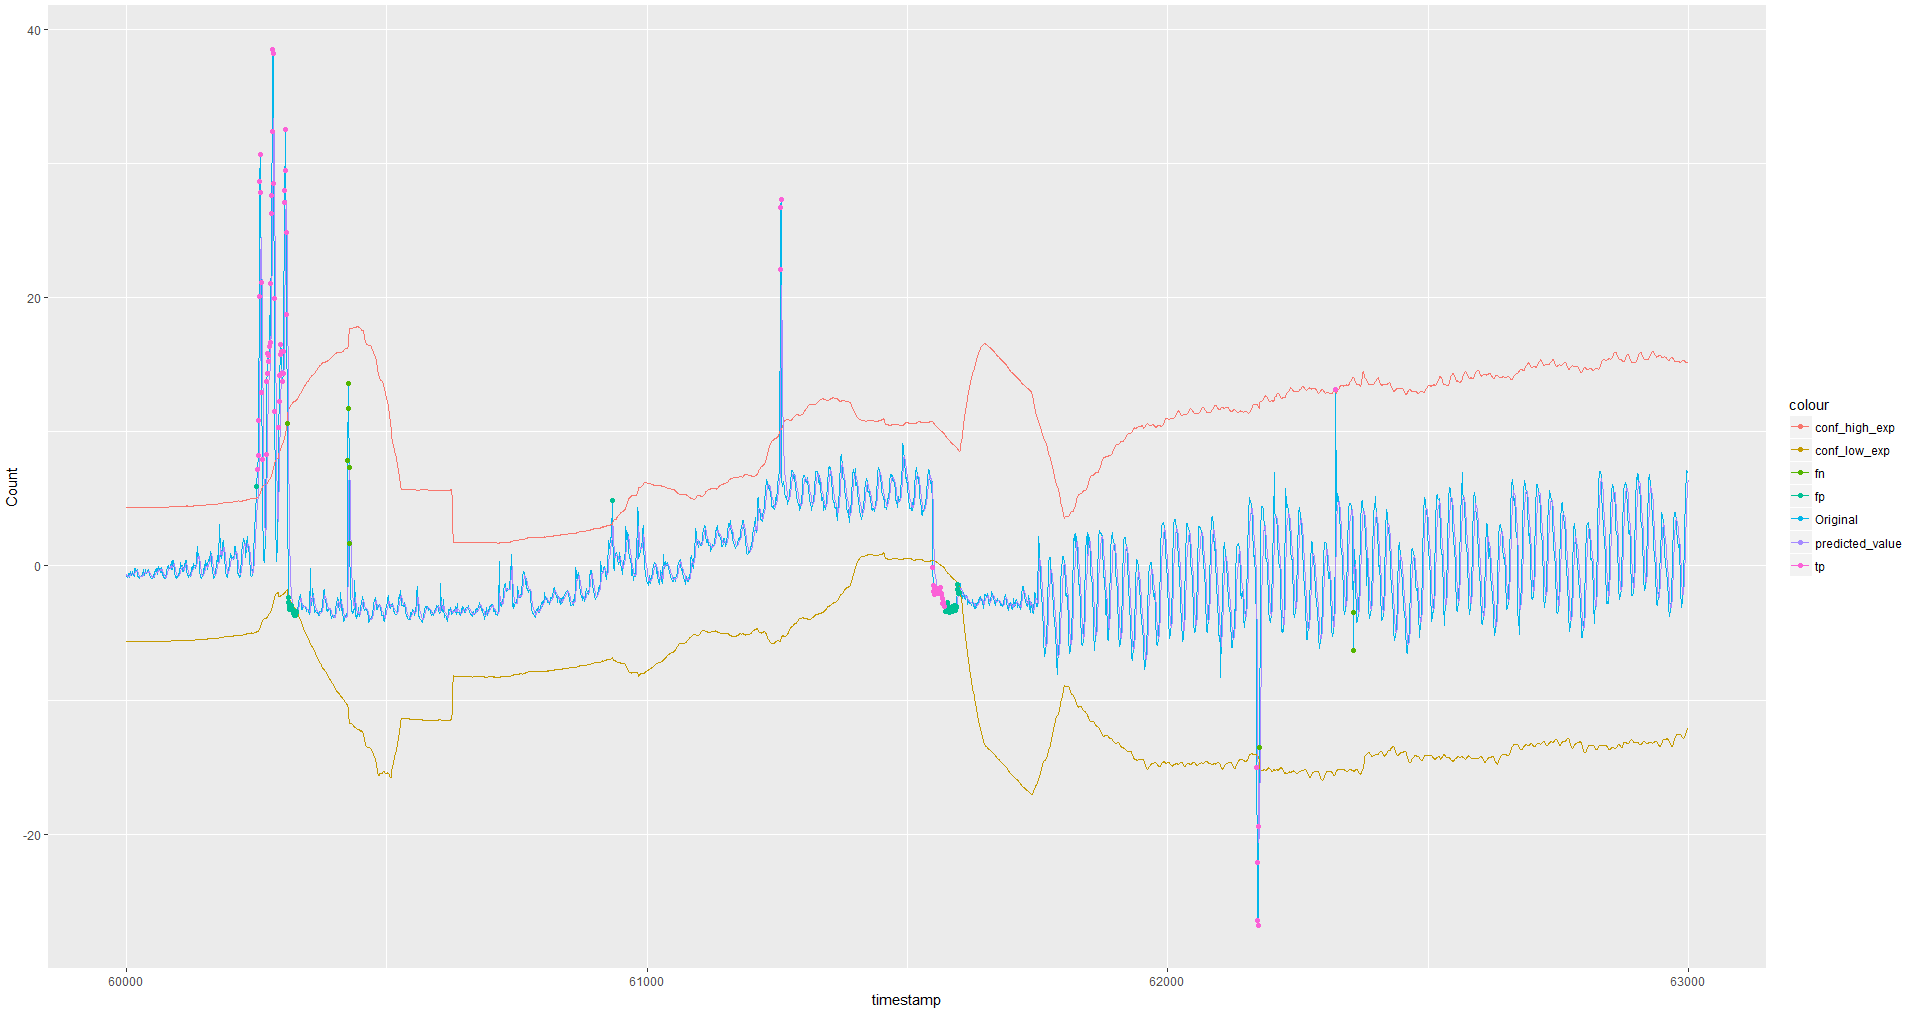 40
20
0
-20
Count
60000
61000
62000
63000
timestamp
colour
conf_high_exp
conf_low_exp
fn
fp
Original
predicted_value
tp